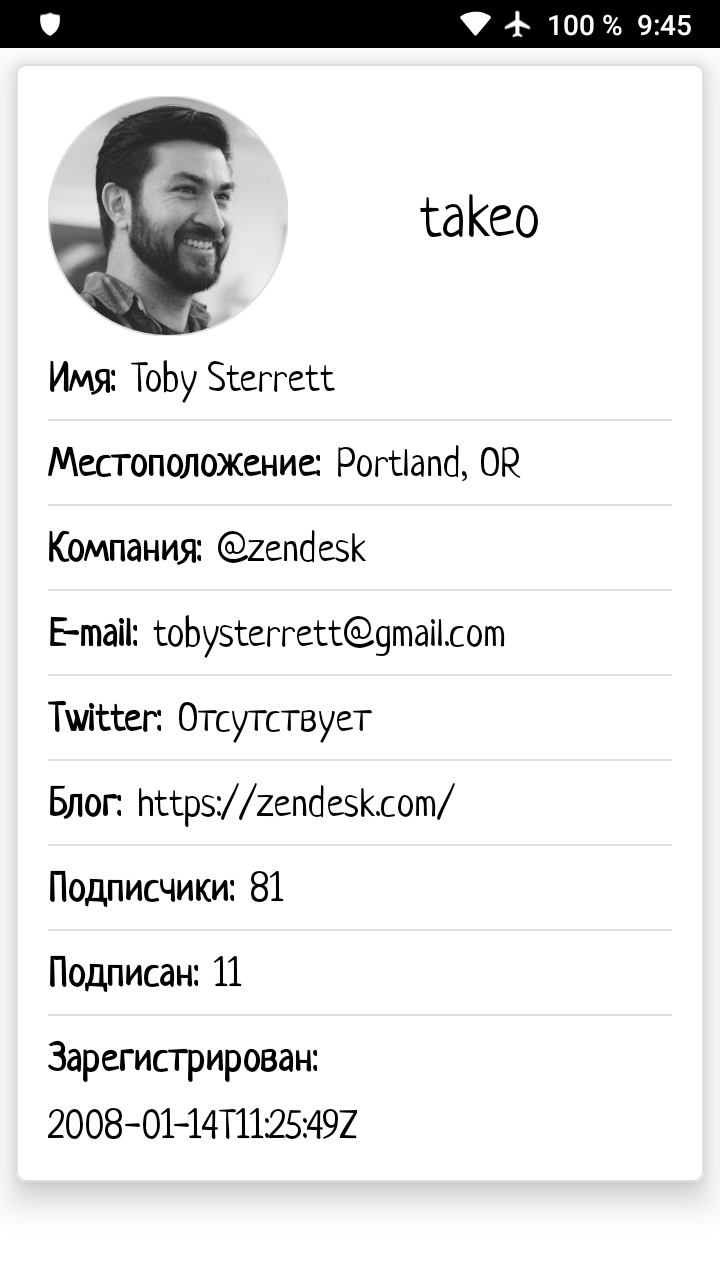 100 % 9:45
takeo
Имя: Toby Sterrett
Местоположение: Portland, OR
Компания: @zendesk
E-mail: tobysterrett@gmail.com
Twitter: Отсутствует
Блог: https://zendesk.com/
Подписчики: 81
Подписан: 11
Зарегистрирован:
2008-01-14T11:25:49Z